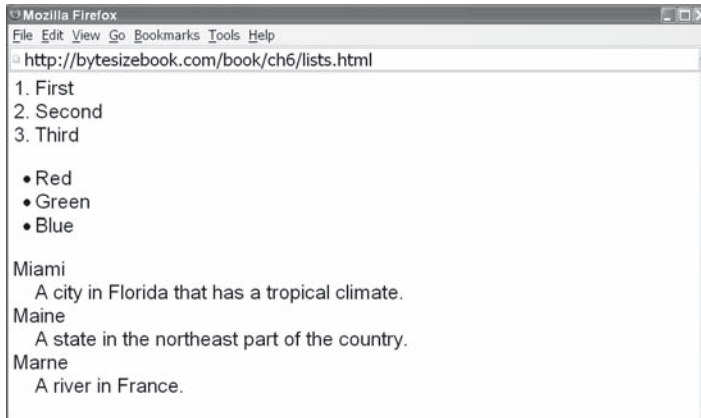 Mozilla Firefox
File Edit View Go Bookmarks Tools Help
http://bytesizebook.com/book/ch6/lists.html
1. First
2. Second
3. Third
• Red
• Green
• Blue
Miami
A city in Florida that has a tropical climate.
Maine
A state in the northeast part of the country.
Marne
A river in France.